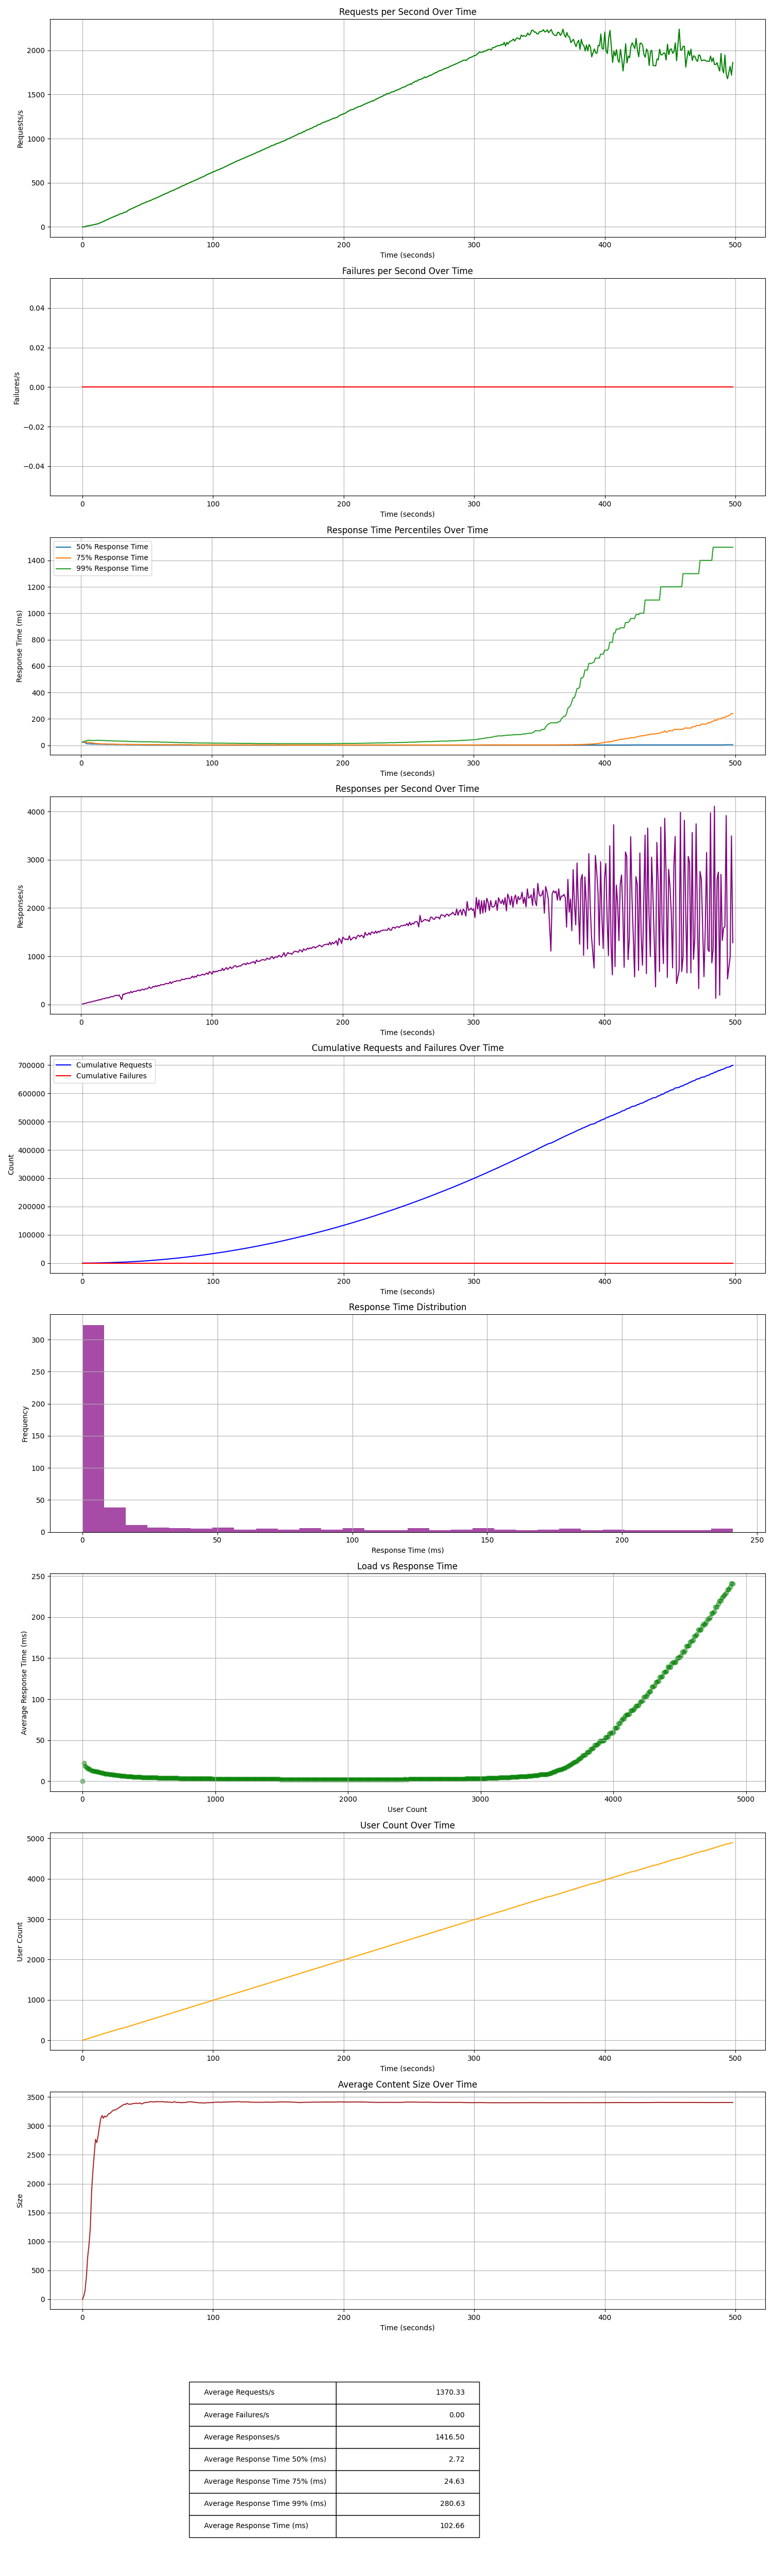 Requests per Second Over Time
Requests/s
2000
1500
1000
500
0
0 100 200 300 400 500
Time (seconds)
Failures per Second Over Time
Failures/s
0.04
0.02
0.00
−0.02
−0.04
0 100 200 300 400 500
Time (seconds)
Response Time Percentiles Over Time
50% Response Time
75% Response Time
99% Response Time
Response Time (ms)
1400
1200
1000
800
600
400
200
0
0 100 200 300 400 500
Time (seconds)
Responses per Second Over Time
Responses/s
4000
3000
2000
1000
0
0 100 200 300 400 500
Time (seconds)
Cumulative Requests and Failures Over Time
Cumulative Requests
Cumulative Failures
Count
700000
600000
500000
400000
300000
200000
100000
0
0 100 200 300 400 500
Time (seconds)
Response Time Distribution
Frequency
300
250
200
150
100
50
0
0 50 100 150 200 250
Response Time (ms)
Load vs Response Time
Average Response Time (ms)
250
200
150
100
50
0
0 1000 2000 3000 4000 5000
User Count
User Count Over Time
User Count
5000
4000
3000
2000
1000
0
0 100 200 300 400 500
Time (seconds)
Average Content Size Over Time
Size
3500
3000
2500
2000
1500
1000
500
0
0 100 200 300 400 500
Time (seconds)
Average Requests/s 1370.33
Average Failures/s 0.00
Average Responses/s 1416.50
Average Response Time 50% (ms) 2.72
Average Response Time 75% (ms) 24.63
Average Response Time 99% (ms) 280.63
Average Response Time (ms) 102.66